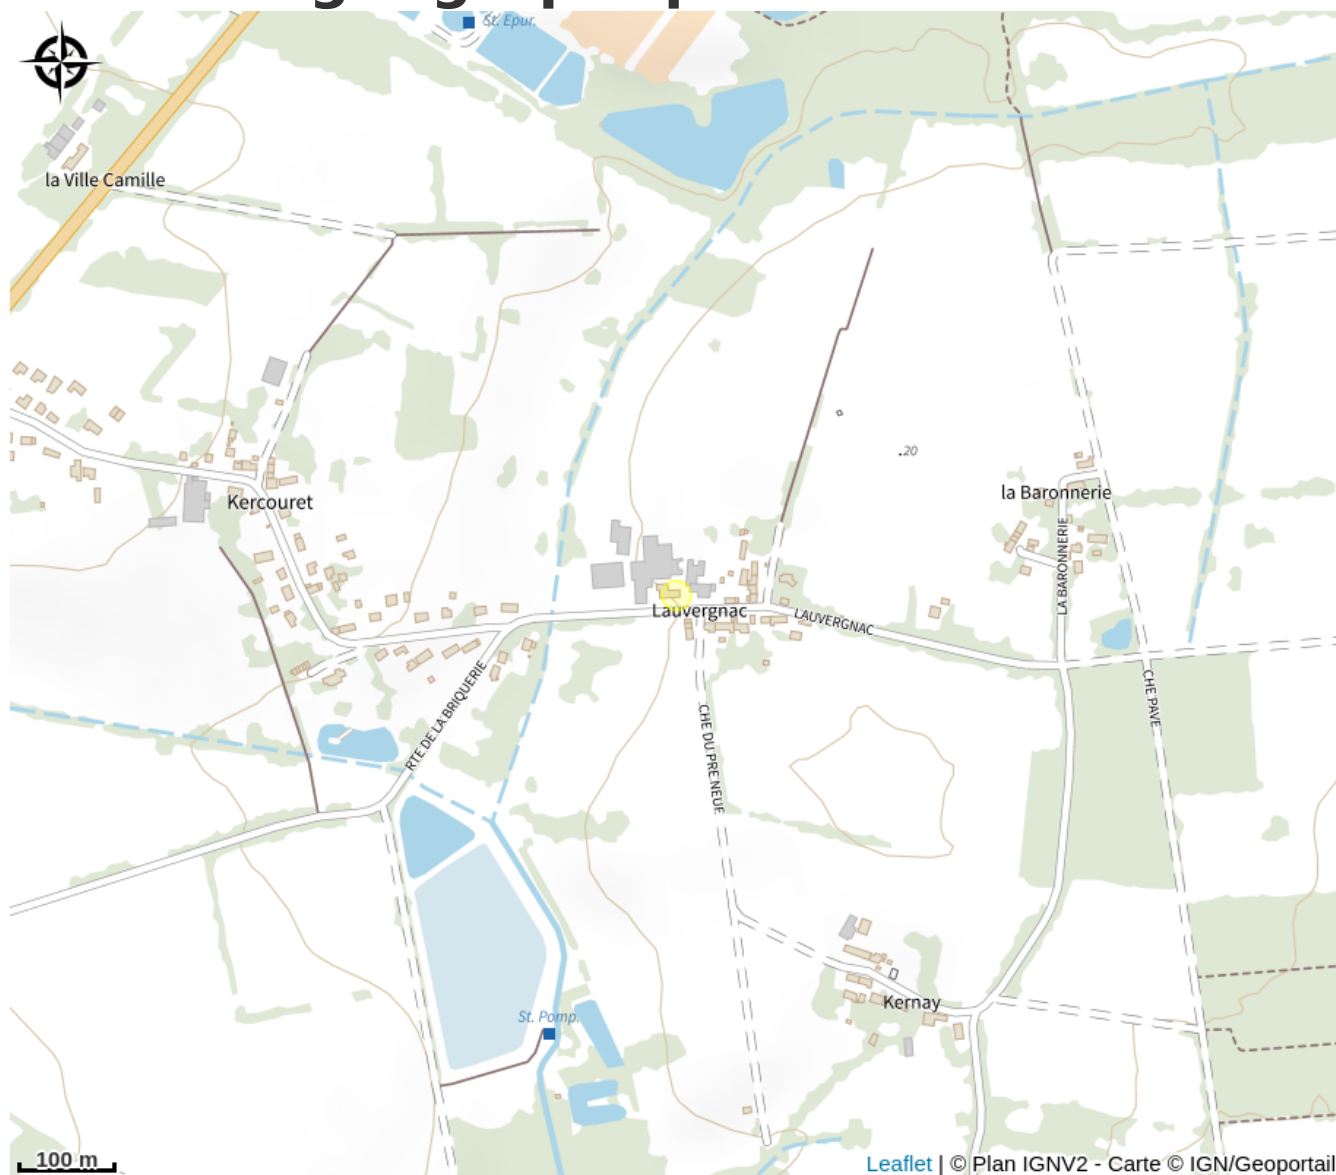 St. Epur.
la Ville Camille
.20
la Baronnerie
Kercouret
LA BARONNERIE
Lauvergnac
LAUVERGNAC
RTE DE LA BRIQUERIE
CHE PAVE
CHE DU PRE NEUF
Kernay
St. Pomp.
100 m
Leaflet | © Plan IGNV2 - Carte © IGN/Geoportail